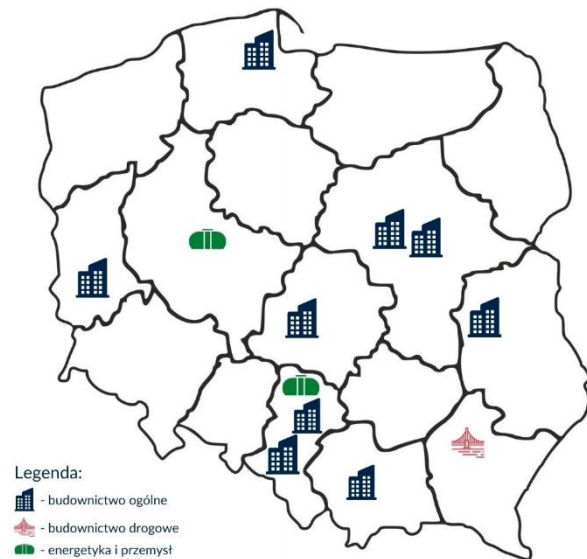 Legenda:
- budownictwo ogólne
- budownictwo drogowe
- energetyka i przemysł